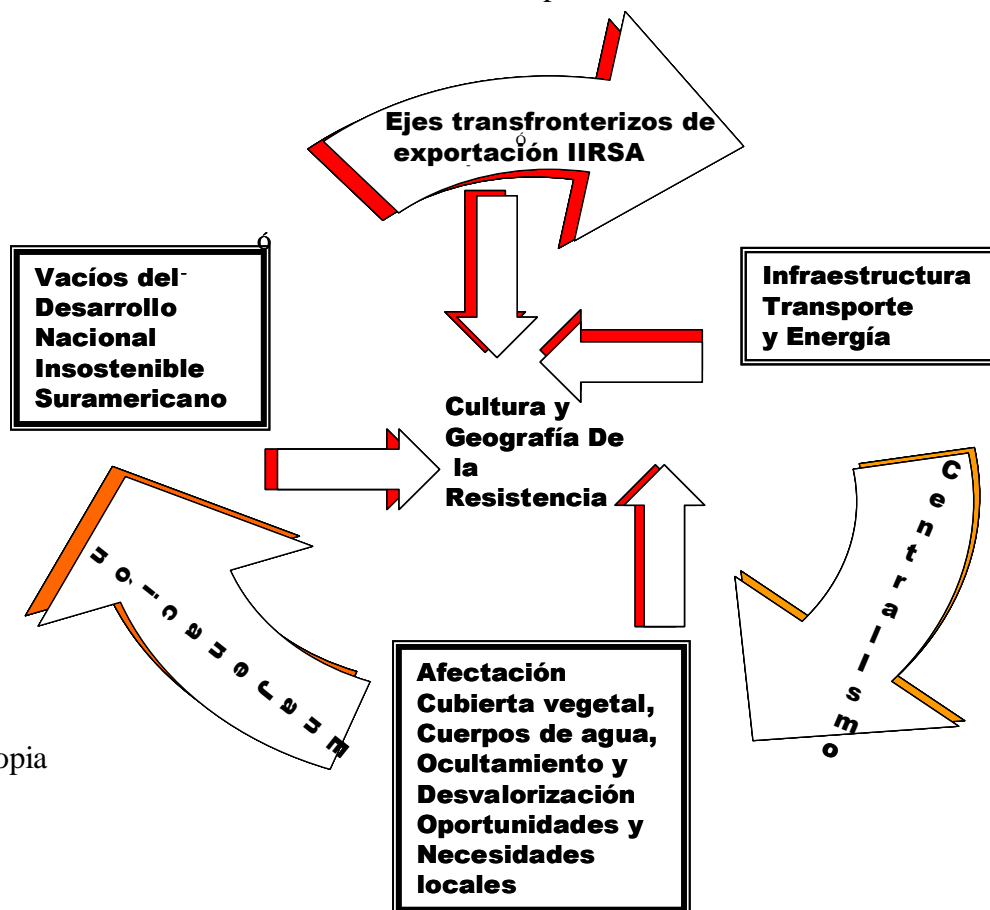 Ejes transfronterizos de
exportación IIRSA
ó
ó
Vacíos del-
Desarrollo
Nacional
Insostenible
Suramericano
Infraestructura
Transporte
y Energía
Cultura y
Geografía De
la
Resistencia
Centralismo
Enajenación
Afectación
Cubierta vegetal,
Cuerpos de agua,
Ocultamiento y
Desvalorización
Oportunidades y
Necesidades
locales
opia